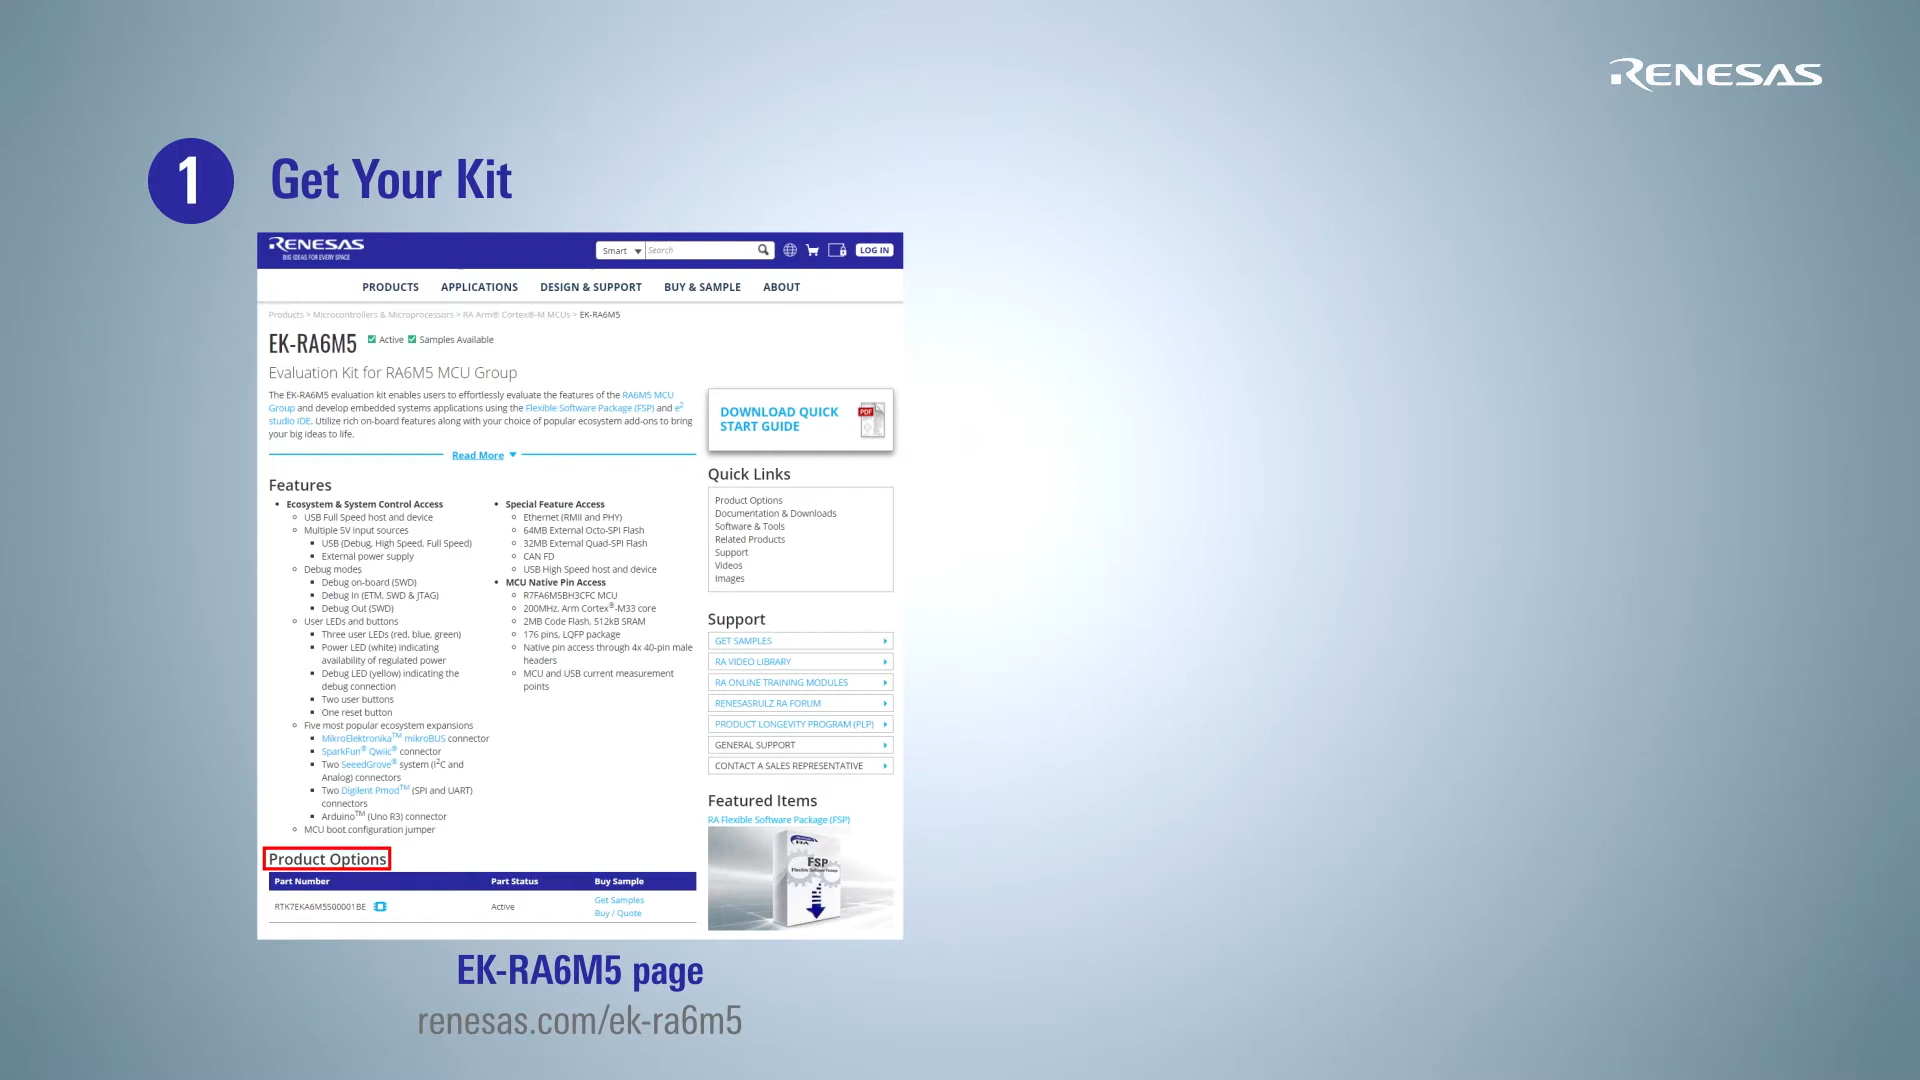 RENESAS
1 Get Your Kit
RENESAS
BIG IDEAS FOR EVERY SPACE
Smart Search LOG IN
PRODUCTS APPLICATIONS DESIGN & SUPPORT BUY & SAMPLE ABOUT
Products > Microcontrollers & Microprocessors > RA Arm® Cortex®-M MCUs > EK-RA6M5
EK-RA6M5 Active Samples Available
Evaluation Kit for RA6M5 MCU Group
The EK-RA6M5 evaluation kit enables users to effortlessly evaluate the features of the RA6M5 MCU
Group and develop embedded systems applications using the Flexible Software Package (FSP) and e²
studio IDE. Utilize rich on-board features along with your choice of popular ecosystem add-ons to bring
your big ideas to life.
Read More
Features
Ecosystem & System Control Access
USB Full Speed host and device
Multiple 5V input sources
USB (Debug, High Speed, Full Speed)
External power supply
Debug modes
Debug on-board (SWD)
Debug In (ETM, SWD & JTAG)
Debug Out (SWD)
User LEDs and buttons
Three user LEDs (red, blue, green)
Power LED (white) indicating
availability of regulated power
Debug LED (yellow) indicating the
debug connection
Two user buttons
One reset button
Five most popular ecosystem expansions
MikroElektronika™ mikroBUS connector
SparkFun® Qwiic® connector
Two SeeedGrove® system (I²C and
Analog) connectors
Two Digilent Pmod™ (SPI and UART)
connectors
Arduino™ (Uno R3) connector
MCU boot configuration jumper
Special Feature Access
Ethernet (RMII and PHY)
64MB External Octo-SPI Flash
32MB External Quad-SPI Flash
CAN FD
USB High Speed host and device
MCU Native Pin Access
R7FA6M5BH3CFC MCU
200MHz, Arm Cortex®-M33 core
2MB Code Flash, 512kB SRAM
176 pins, LQFP package
Native pin access through 4x 40-pin male
headers
MCU and USB current measurement
points
Product Options
Part Number Part Status Buy Sample
RTK7EKA6M5S00001BE Active Get Samples
Buy / Quote
DOWNLOAD QUICK
START GUIDE
PDF
Quick Links
Product Options
Documentation & Downloads
Software & Tools
Related Products
Support
Videos
Images
Support
GET SAMPLES
RA VIDEO LIBRARY
RA ONLINE TRAINING MODULES
RENESASRULZ RA FORUM
PRODUCT LONGEVITY PROGRAM (PLP)
GENERAL SUPPORT
CONTACT A SALES REPRESENTATIVE
Featured Items
RA Flexible Software Package (FSP)
RA
FSP
Flexible Software Package
EK-RA6M5 page
renesas.com/ek-ra6m5